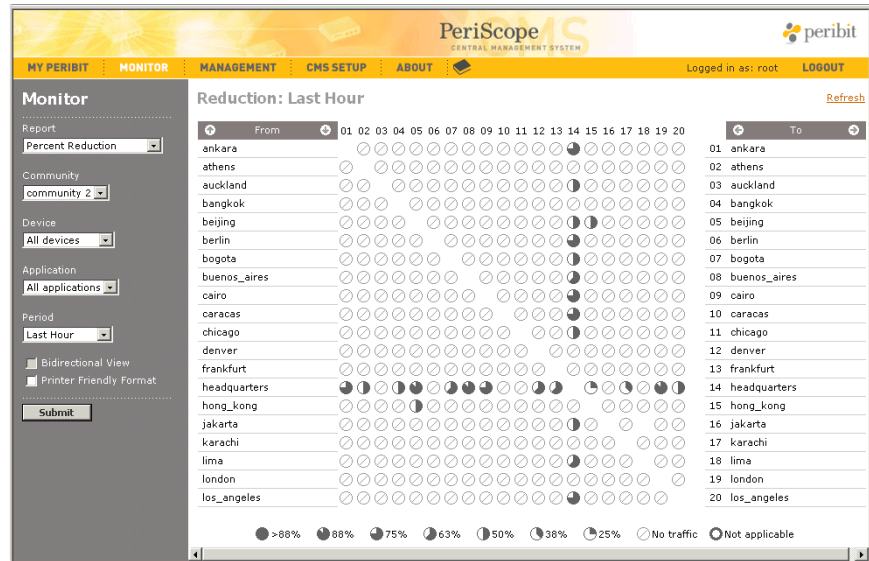 PeriScope
CENTRAL MANAGEMENT SYSTEM
CMS
peribit
MY PERIBIT MONITOR MANAGEMENT CMS SETUP ABOUT Logged in as: root LOGOUT
Monitor
Report
Percent Reduction
Community
community 2
Device
All devices
Application
All applications
Period
Last Hour
Bidirectional View
Printer Friendly Format
Submit
Reduction: Last Hour
Refresh
From 01 02 03 04 05 06 07 08 09 10 11 12 13 14 15 16 17 18 19 20 To
ankara 01 ankara
athens 02 athens
auckland 03 auckland
bangkok 04 bangkok
beijing 05 beijing
berlin 06 berlin
bogota 07 bogota
buenos_aires 08 buenos_aires
cairo 09 cairo
caracas 10 caracas
chicago 11 chicago
denver 12 denver
frankfurt 13 frankfurt
headquarters 14 headquarters
hong_kong 15 hong_kong
jakarta 16 jakarta
karachi 17 karachi
lima 18 lima
london 19 london
los_angeles 20 los_angeles
>88% 88% 75% 63% 50% 38% 25% No traffic Not applicable